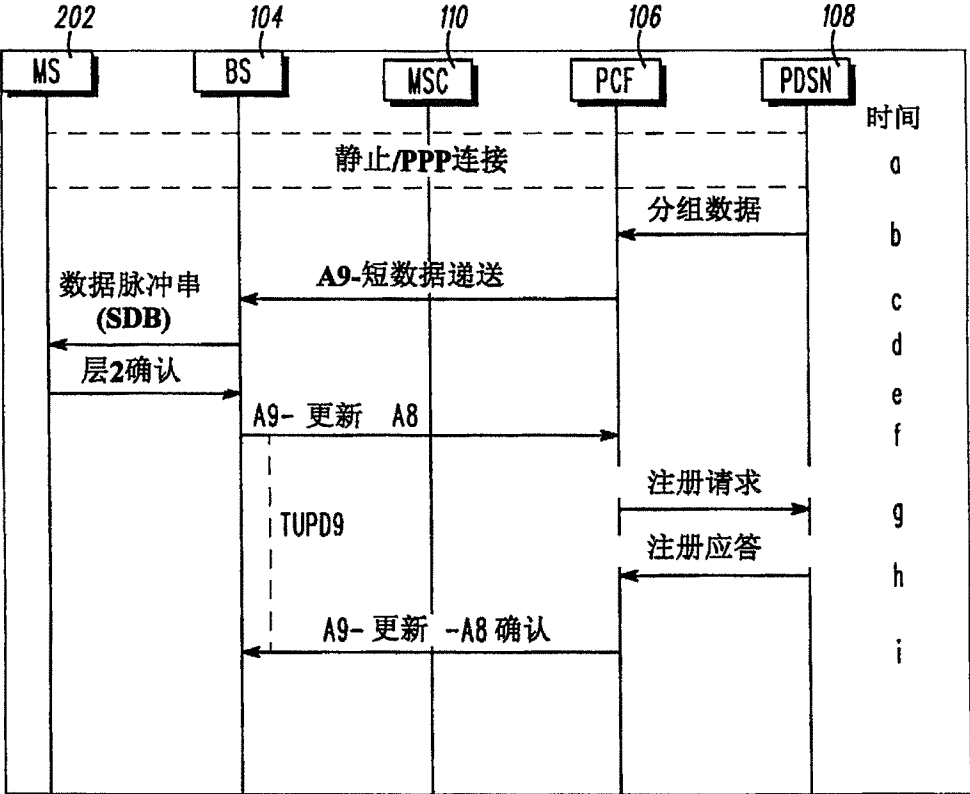 202 104 110 106 108
MS BS MSC PCF PDSN
时间
静止/PPP连接 a
分组数据 b
A9-短数据递送 c
数据脉冲串
(SDB) d
层2确认 e
A9- 更新 A8 f
注册请求 g
TUPD9
注册应答 h
A9- 更新 -A8 确认 i